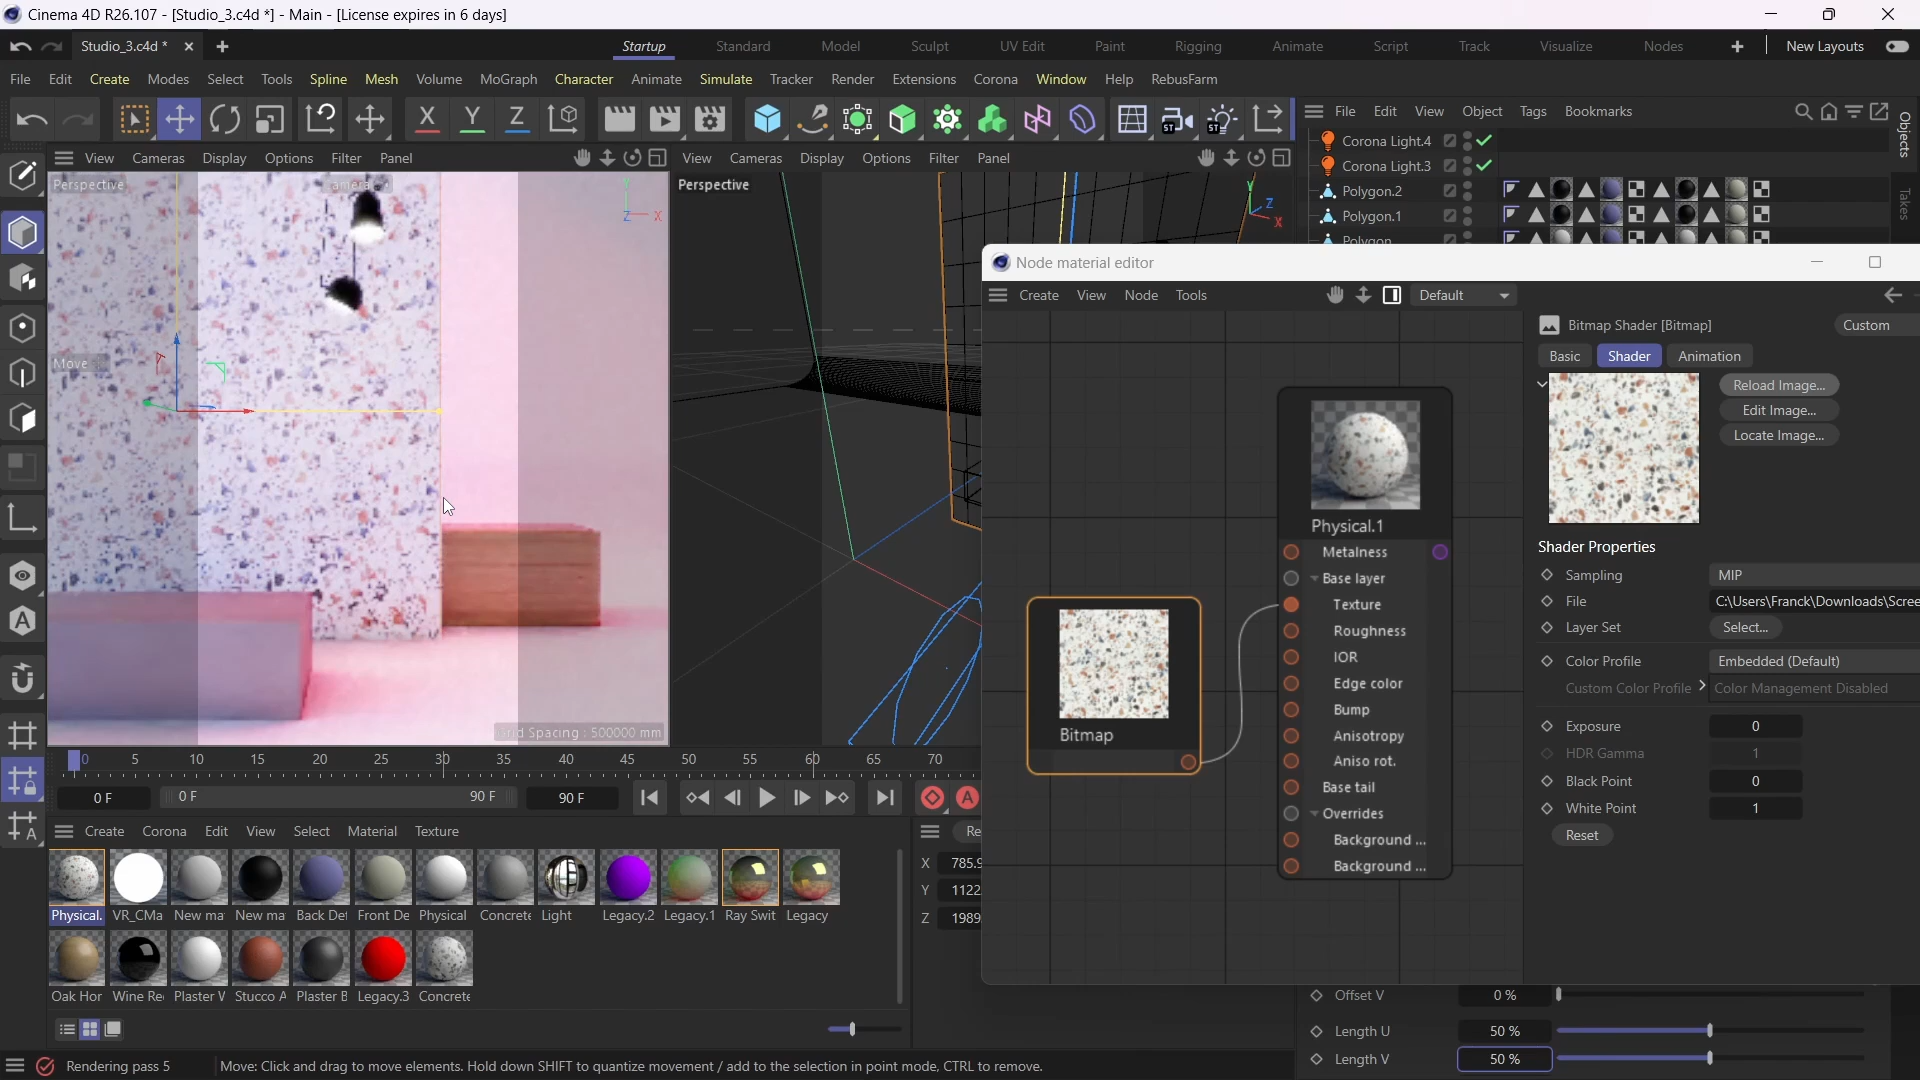 Cinema 4D R26.107 - [Studio_3.c4d *] - Main - [License expires in 6 days]
Studio_3.c4d *
Startup Standard Model Sculpt UV Edit Paint Rigging Animate Script Track Visualize Nodes New Layouts
File Edit Create Modes Select Tools Spline Mesh Volume MoGraph Character Animate Simulate Tracker Render Extensions Corona Window Help RebusFarm
X Y Z
ST ST
File Edit View Object Tags Bookmarks
Objects
Takes
Corona Light.4
Corona Light.3
Polygon.2
Polygon.1
Polygon
View Cameras Display Options Filter Panel
View Cameras Display Options Filter Panel
Perspective
Perspective
Y
Z X
Y
Z
X
Move
Grid Spacing : 500000 mm
Node material editor
Create View Node Tools
Default
Physical.1
Metalness
Base layer
Texture
Roughness
IOR
Edge color
Bump
Anisotropy
Aniso rot.
Base tail
Overrides
Background ...
Background ...
Bitmap
Bitmap Shader [Bitmap]
Custom
Basic Shader Animation
Reload Image...
Edit Image...
Locate Image...
Shader Properties
Sampling MIP
File C:\Users\Franck\Downloads\Scree
Layer Set Select...
Color Profile Embedded (Default)
Custom Color Profile Color Management Disabled
Exposure 0
HDR Gamma 1
Black Point 0
White Point 1
Reset
0 5 10 15 20 25 30 35 40 45 50 55 60 65 70
0 F 0 F 90 F 90 F
A
Create Corona Edit View Select Material Texture
Re
Physical. VR_CMa New ma New ma Back Def Front De Physical Concrete Light Legacy.2 Legacy.1 Ray Swit Legacy
Oak Hor Wine Re Plaster W Stucco A Plaster B Legacy.3 Concrete
X 785.9
Y 1122
Z 1989
Offset V 0 %
Length U 50 %
Length V 50 %
Rendering pass 5
Move: Click and drag to move elements. Hold down SHIFT to quantize movement / add to the selection in point mode, CTRL to remove.